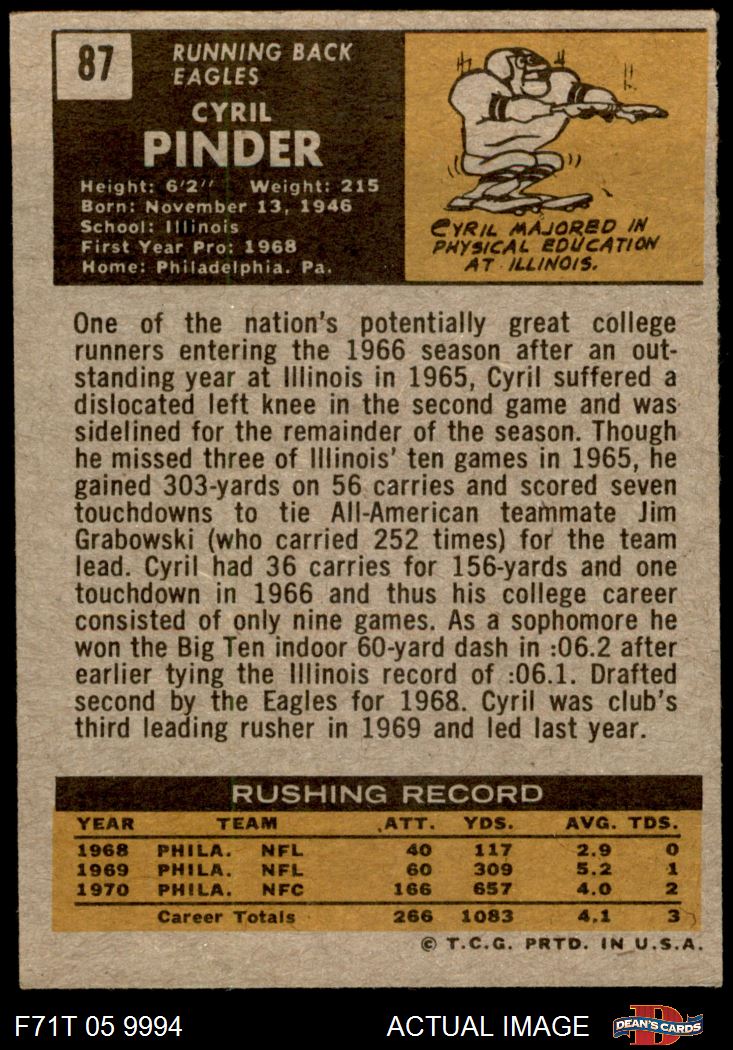 87
RUNNING BACK
EAGLES
CYRIL
PINDER
Height: 6'2" Weight: 215
Born: November 13, 1946
School: Illinois
First Year Pro: 1968
Home: Philadelphia. Pa.
CYRIL MAJORED IN
PHYSICAL EDUCATION
AT ILLINOIS.
One of the nation's potentially great college
runners entering the 1966 season after an out-
standing year at Illinois in 1965, Cyril suffered a
dislocated left knee in the second game and was
sidelined for the remainder of the season. Though
he missed three of Illinois' ten games in 1965, he
gained 303-yards on 56 carries and scored seven
touchdowns to tie All-American teammate Jim
Grabowski (who carried 252 times) for the team
lead. Cyril had 36 carries for 156-yards and one
touchdown in 1966 and thus his college career
consisted of only nine games. As a sophomore he
won the Big Ten indoor 60-yard dash in :06.2 after
earlier tying the Illinois record of :06.1. Drafted
second by the Eagles for 1968. Cyril was club's
third leading rusher in 1969 and led last year.
RUSHING RECORD
YEAR TEAM ATT. YDS. AVG. TDS.
1968 PHILA. NFL 40 117 2.9 0
1969 PHILA. NFL 60 309 5.2 1
1970 PHILA. NFC 166 657 4.0 2
Career Totals 266 1083 4.1 3
© T.C.G. PRTD. IN U.S.A.
F71T 05 9994 ACTUAL IMAGE
D
DEAN'S CARDS